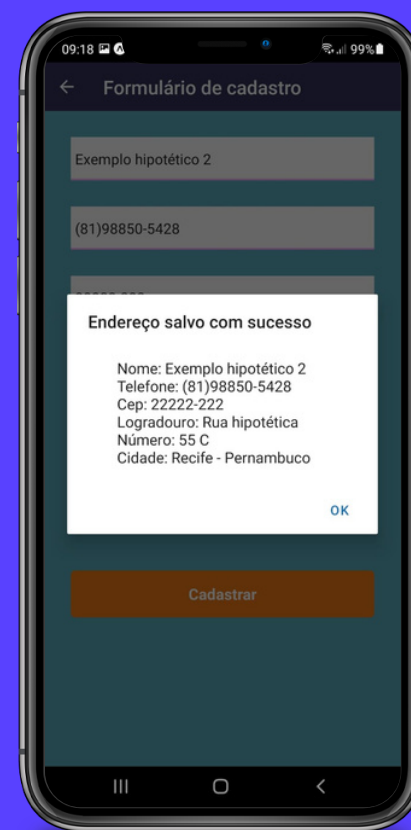 09:18 99%
Formulário de cadastro
Exemplo hipotético 2
(81)98850-5428
Endereço salvo com sucesso
Nome: Exemplo hipotético 2
Telefone: (81)98850-5428
Cep: 22222-222
Logradouro: Rua hipotética
Número: 55 C
Cidade: Recife - Pernambuco
OK
Cadastrar